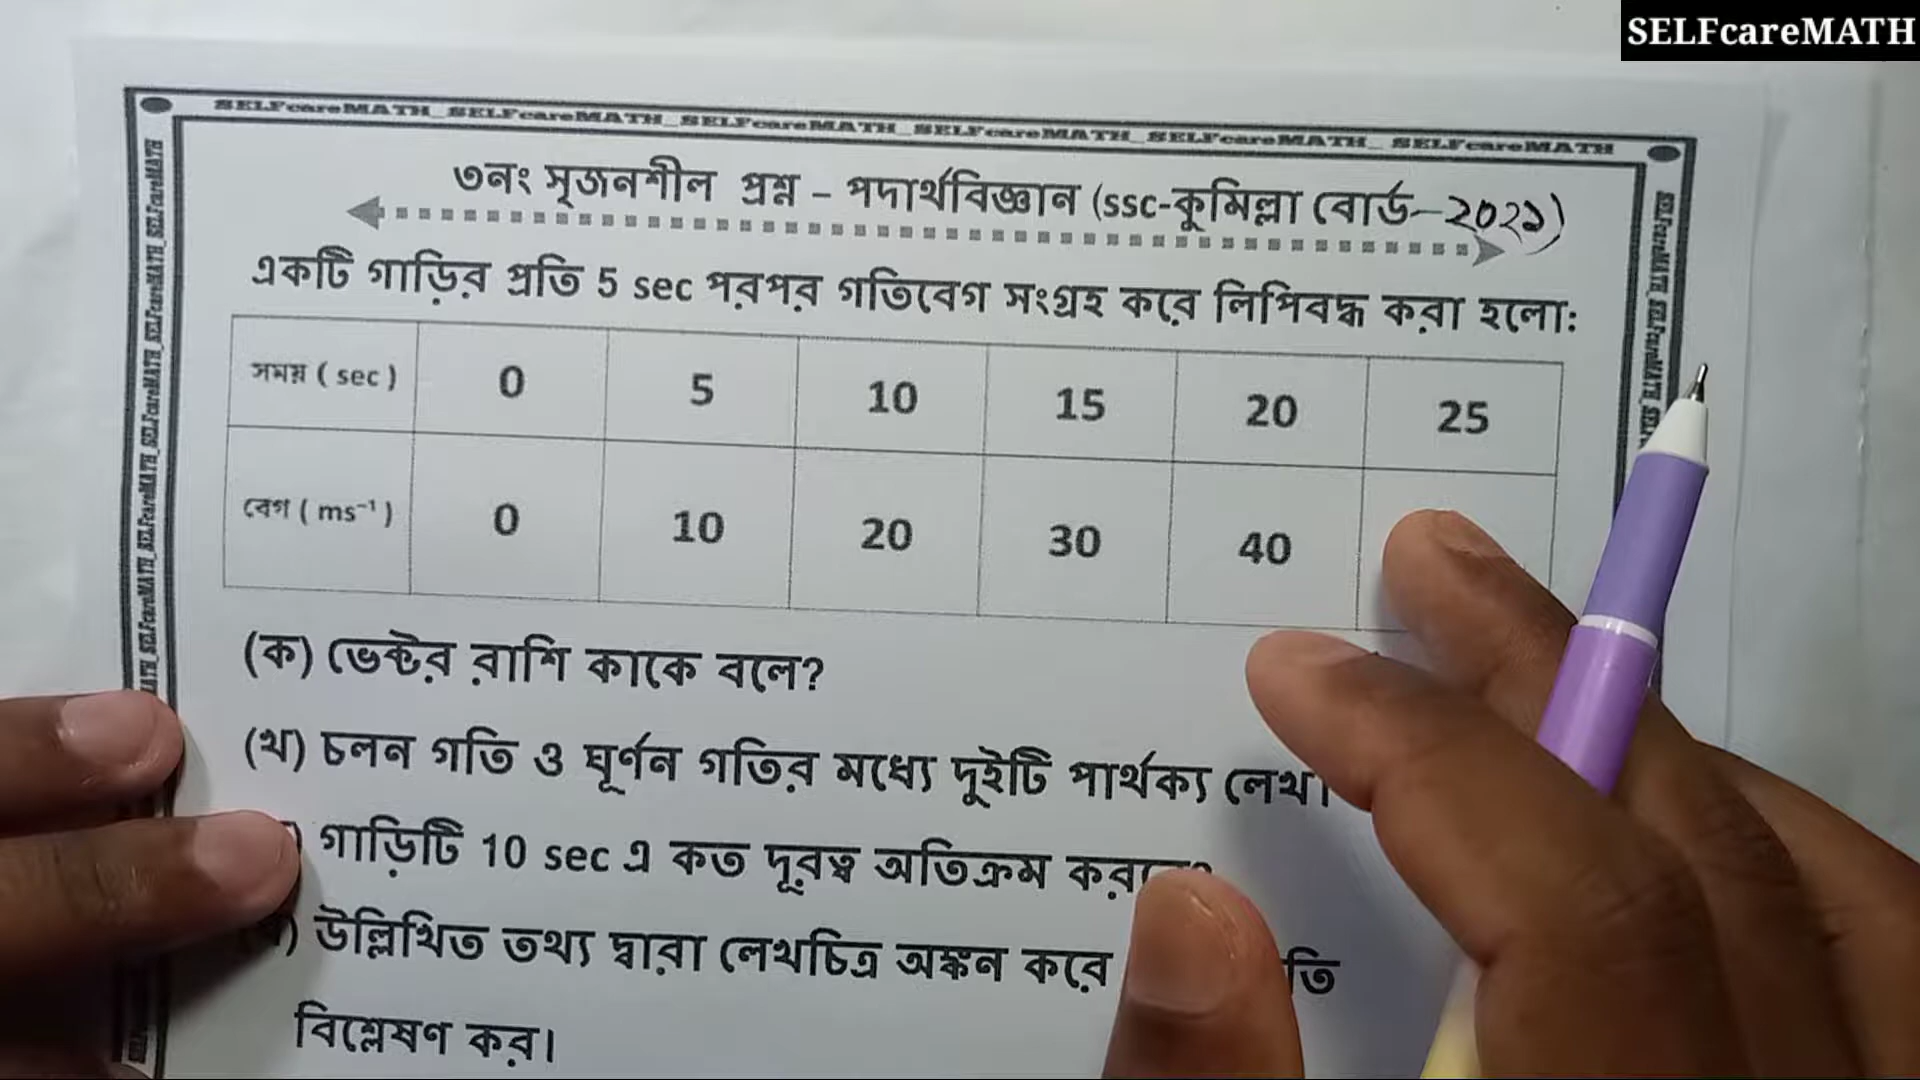 SELFcareMATH
SELFcareMATH_SELFcareMATH_SELFcareMATH_SELFcareMATH_SELFcareMATH_SELFcareMATH
৩নং সৃজনশীল প্রশ্ন – পদার্থবিজ্ঞান (ssc-কুমিল্লা বোর্ড-২০২১)
একটি গাড়ির প্রতি 5 sec পরপর গতিবেগ সংগ্রহ করে লিপিবদ্ধ করা হলো:
সময় ( sec ) 0 5 10 15 20 25
বেগ ( ms⁻¹ ) 0 10 20 30 40
(ক) ভেক্টর রাশি কাকে বলে?
(খ) চলন গতি ও ঘূর্ণন গতির মধ্যে দুইটি পার্থক্য লেখ।
গাড়িটি 10 sec এ কত দূরত্ব অতিক্রম
উল্লিখিত তথ্য দ্বারা লেখচিত্র অঙ্কন করে
বিশ্লেষণ কর।